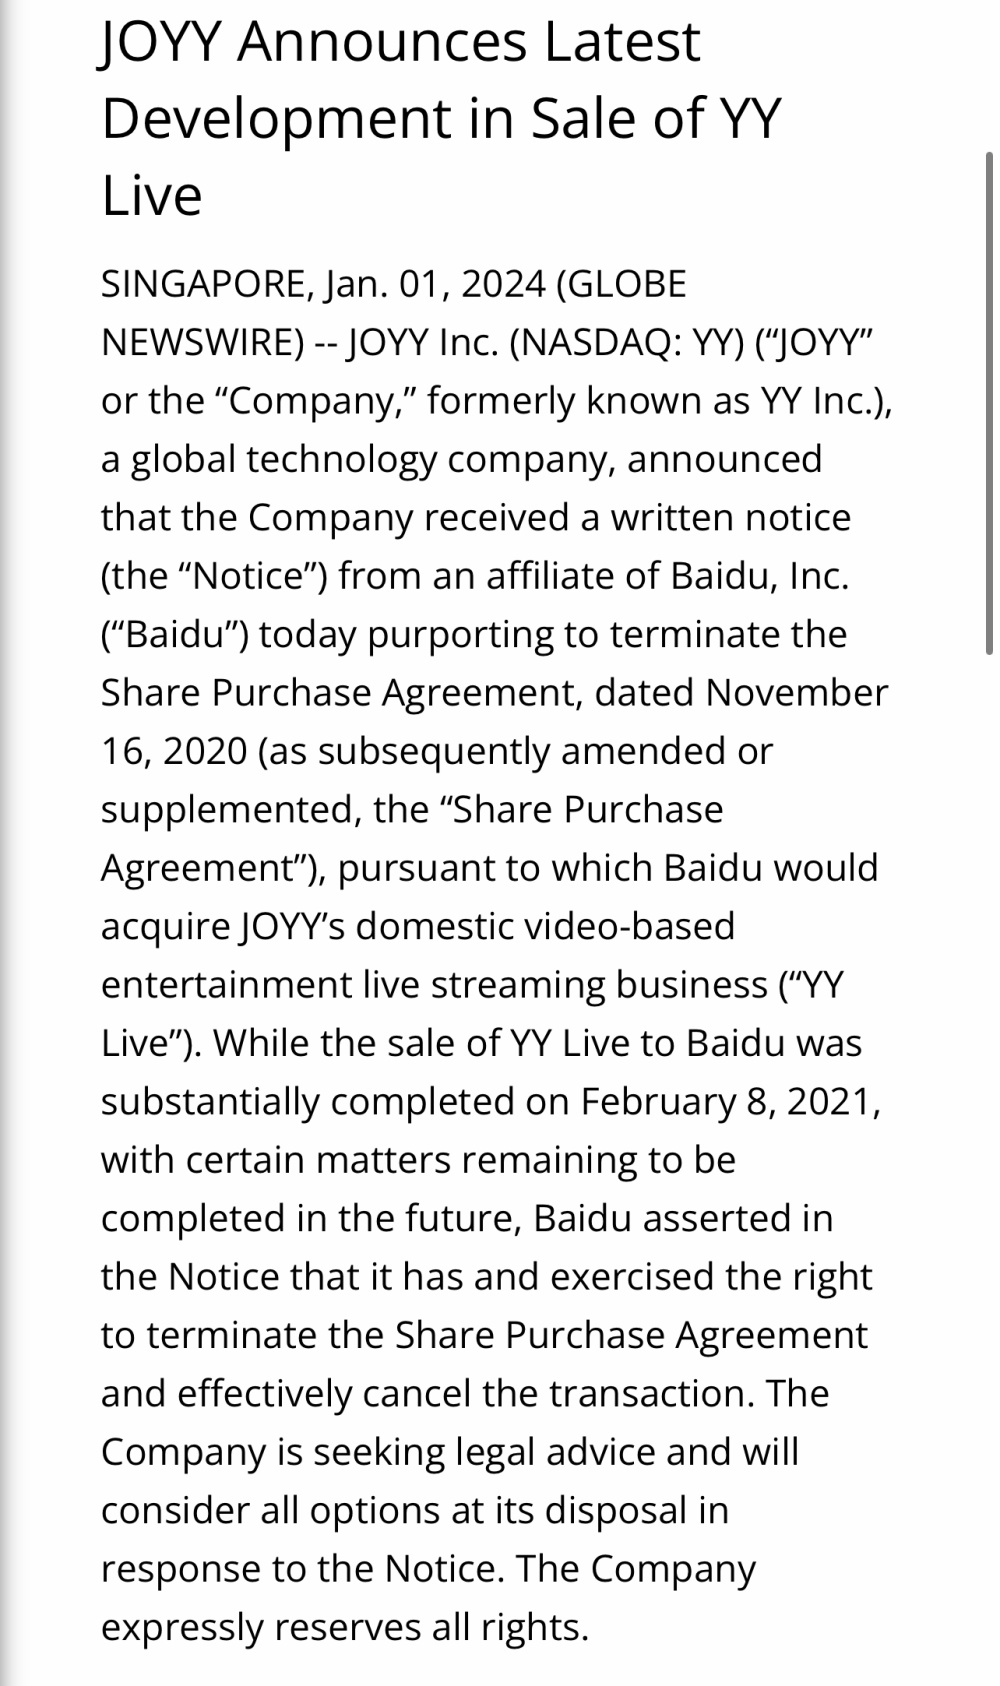 JOYY Announces Latest
Development in Sale of YY
Live
SINGAPORE, Jan. 01, 2024 (GLOBE
NEWSWIRE) -- JOYY Inc. (NASDAQ: YY) (“JOYY”
or the “Company,” formerly known as YY Inc.),
a global technology company, announced
that the Company received a written notice
(the “Notice”) from an affiliate of Baidu, Inc.
(“Baidu”) today purporting to terminate the
Share Purchase Agreement, dated November
16, 2020 (as subsequently amended or
supplemented, the “Share Purchase
Agreement”), pursuant to which Baidu would
acquire JOYY’s domestic video-based
entertainment live streaming business (“YY
Live”). While the sale of YY Live to Baidu was
substantially completed on February 8, 2021,
with certain matters remaining to be
completed in the future, Baidu asserted in
the Notice that it has and exercised the right
to terminate the Share Purchase Agreement
and effectively cancel the transaction. The
Company is seeking legal advice and will
consider all options at its disposal in
response to the Notice. The Company
expressly reserves all rights.